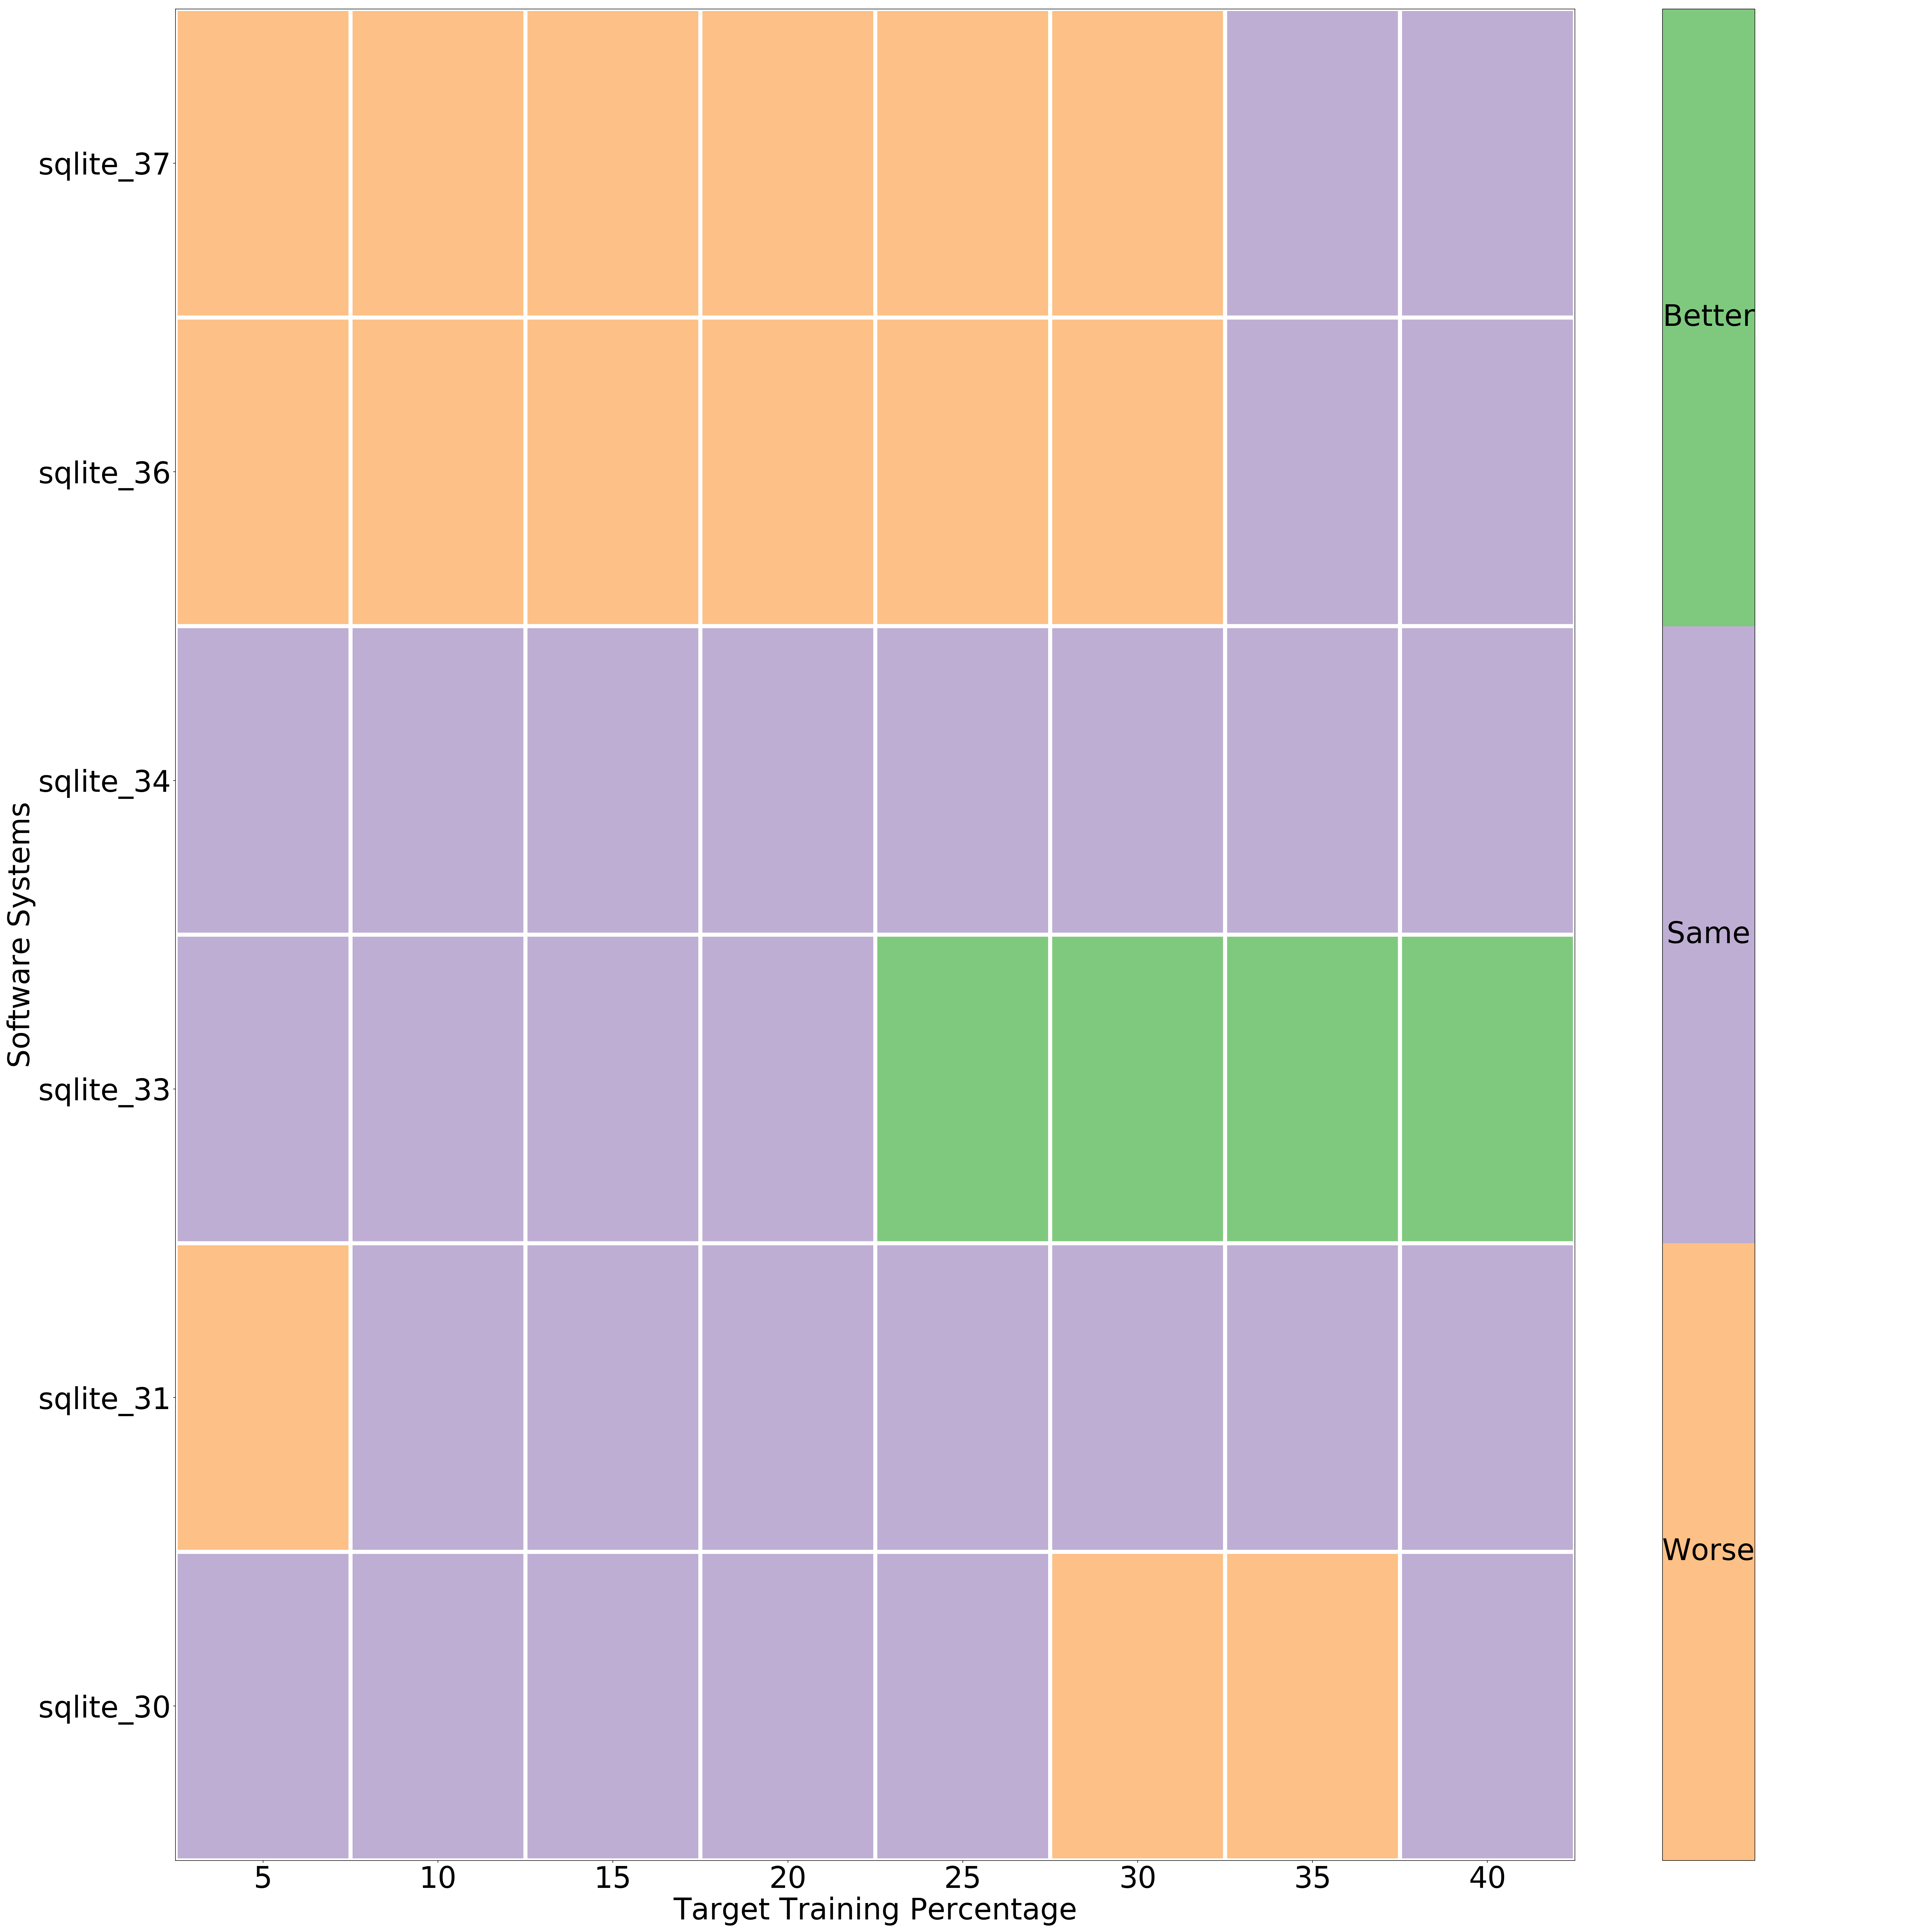 sqlite_37
sqlite_36
sqlite_34
sqlite_33
sqlite_31
sqlite_30
Software Systems
5 10 15 20 25 30 35 40
Target Training Percentage
Better
Same
Worse